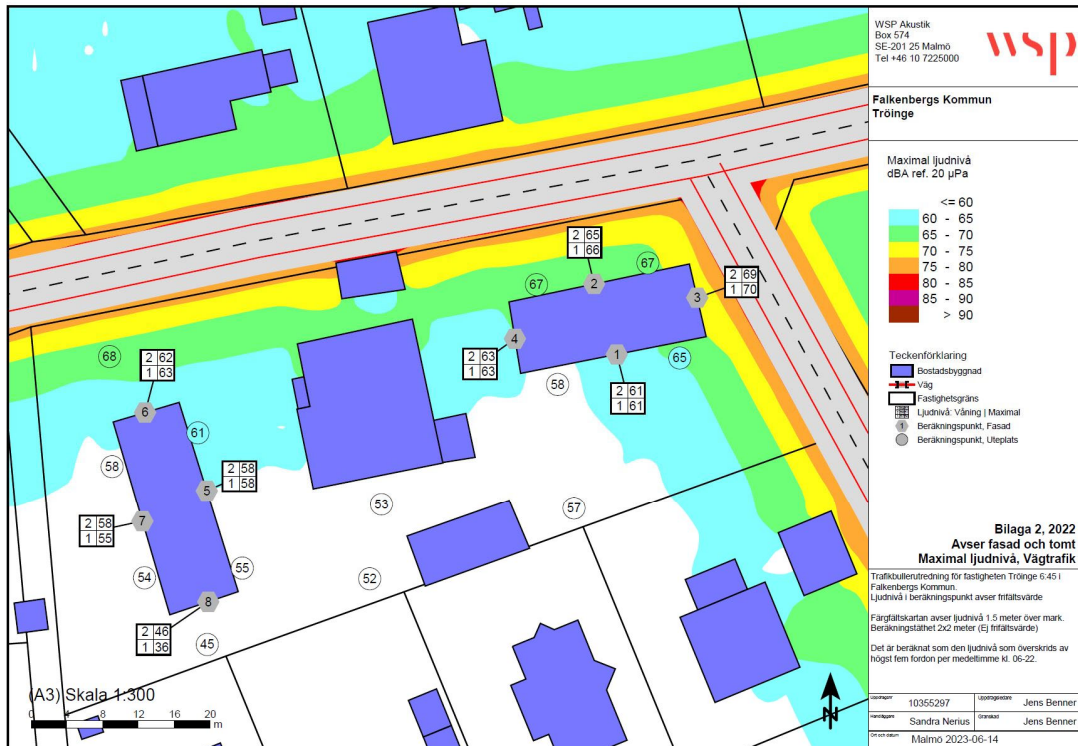 WSP Akustik
Box 574
SE-201 25 Malmö
Tel +46 10 7225000
wsp
Falkenbergs Kommun
Tröinge
Maximal ljudnivå
dBA ref. 20 µPa
<= 60
60 - 65
65 - 70
70 - 75
75 - 80
80 - 85
85 - 90
> 90
Teckenförklaring
Bostadsbyggnad
Väg
Fastighetsgräns
Ljudnivå: Våning | Maximal
1 Beräkningspunkt, Fasad
Beräkningspunkt, Uteplats
Bilaga 2, 2022
Avser fasad och tomt
Maximal ljudnivå, Vägtrafik
Trafikbullerutredning för fastigheten Tröinge 6:45 i
Falkenbergs Kommun.
Ljudnivå i beräkningspunkt avser frifältsvärde
Färgfältskartan avser ljudnivå 1.5 meter över mark.
Beräkningstäthet 2x2 meter (Ej frifältsvärde)
Det är beräknat som den ljudnivå som överskrids av
högst fem fordon per medeltimme kl. 06-22.
Uppdragsnr 10355297 Uppdragsledare Jens Benner
Handläggare Sandra Nerius Granskad Jens Benner
Ort och datum Malmö 2023-06-14
2 65
1 66
67
67
2
2 69
1 70
3
4
2 63
1 63
1
65
58
2 61
1 61
68
2 62
1 63
6
61
58
5
2 58
1 58
7
2 58
1 55
53
57
54
55
52
8
2 46
1 36
45
(A3) Skala 1:300
0 4 8 12 16 20
m
N